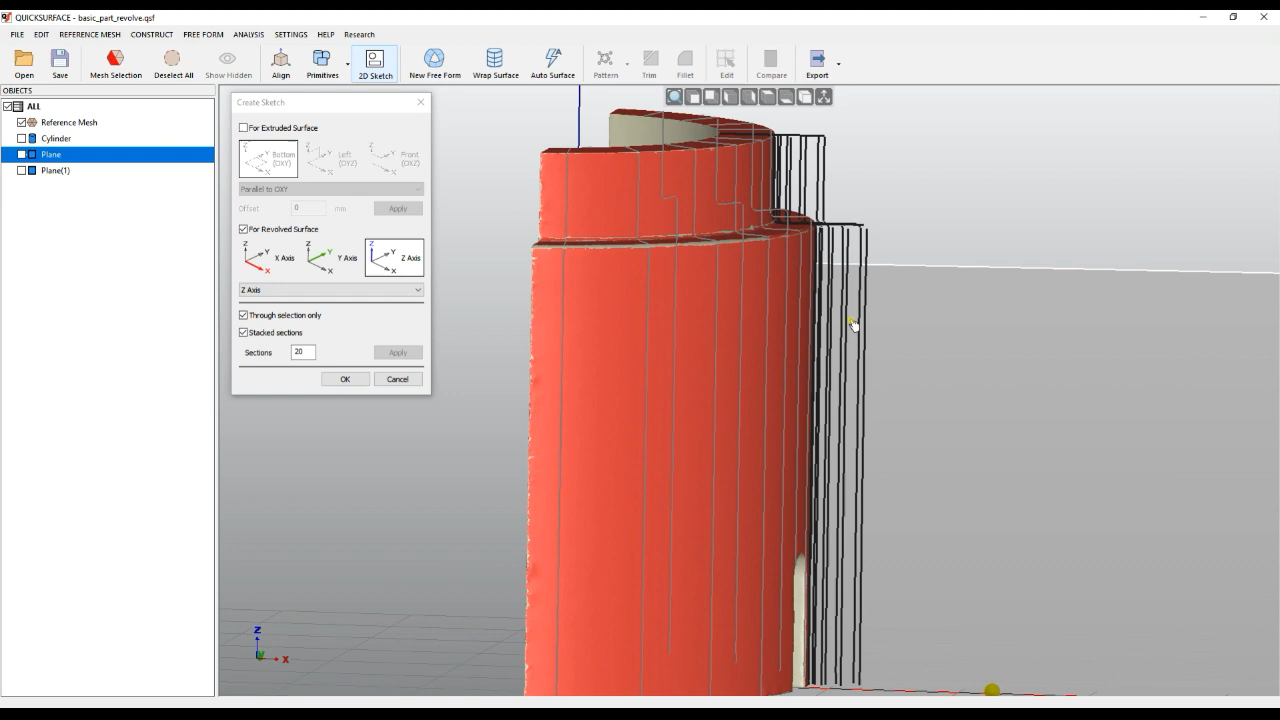 QUICKSURFACE - basic_part_revolve.qsf
FILE EDIT REFERENCE MESH CONSTRUCT FREE FORM ANALYSIS SETTINGS HELP Research
Open Save Mesh Selection Deselect All Show Hidden Align Primitives 2D Sketch New Free Form Wrap Surface Auto Surface Pattern Trim Fillet Edit Compare Export
OBJECTS
ALL
Reference Mesh
Cylinder
Plane
Plane(1)
Create Sketch
For Extruded Surface
Z Y X Bottom (OXY) Z Y X Left (OYZ) Z Y X Front (OXZ)
Parallel to OXY
Offset 0 mm Apply
For Revolved Surface
Z Y X X Axis Z Y X Y Axis Z Y X Z Axis
Z Axis
Through selection only
Stacked sections
Sections 20 Apply
OK Cancel
Z
Y X